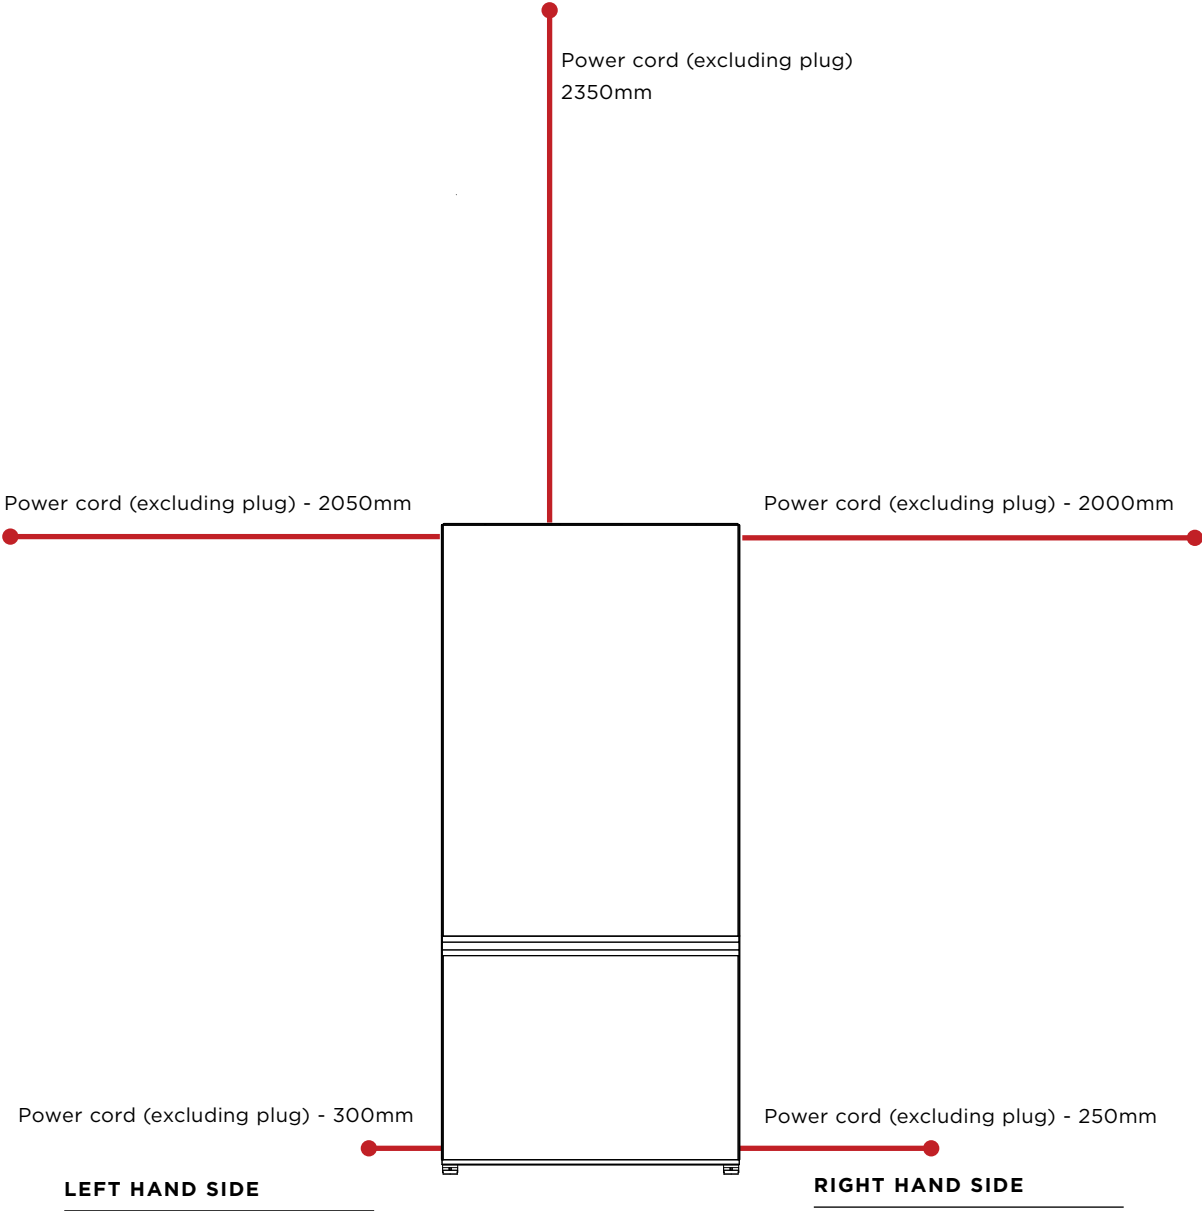 Power cord (excluding plug)
2350mm
Power cord (excluding plug) - 2050mm
Power cord (excluding plug) - 2000mm
Power cord (excluding plug) - 300mm
Power cord (excluding plug) - 250mm
LEFT HAND SIDE
RIGHT HAND SIDE